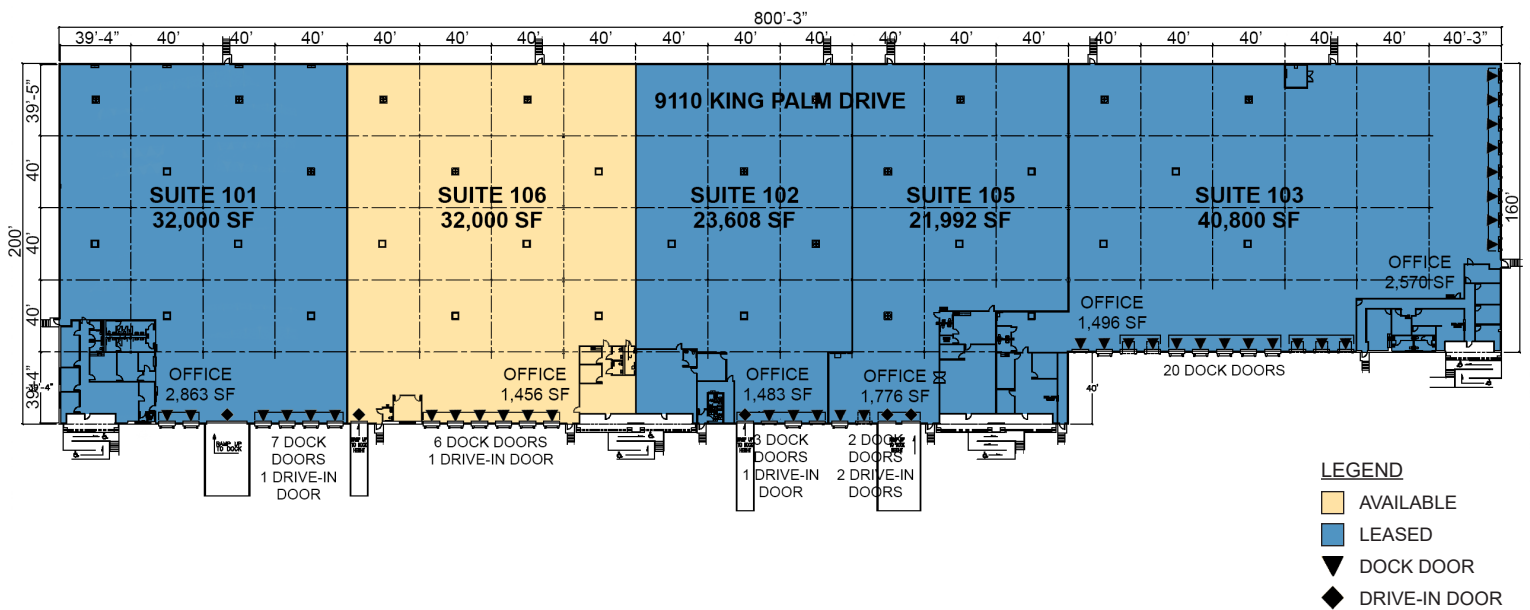 800'-3"
39'-4" 40' 40' 40' 40' 40' 40' 40' 40' 40' 40' 40' 40' 40' 40' 40' 40' 40' 40' 40'-3"
9110 KING PALM DRIVE
39'-5"
40'
40'
40'
39'-4"
200'
160'
SUITE 101
32,000 SF
SUITE 106
32,000 SF
SUITE 102
23,608 SF
SUITE 105
21,992 SF
SUITE 103
40,800 SF
OFFICE
2,570 SF
OFFICE
1,496 SF
OFFICE
2,863 SF
OFFICE
1,456 SF
OFFICE
1,483 SF
OFFICE
1,776 SF
20 DOCK DOORS
40'
RAMP UP
TO DOCK
7 DOCK
DOORS
1 DRIVE-IN
DOOR
6 DOCK DOORS
1 DRIVE-IN DOOR
3 DOCK
DOORS
1 DRIVE-IN
DOOR
2 DOCK
DOORS
2 DRIVE-IN
DOORS
LEGEND
AVAILABLE
LEASED
DOCK DOOR
DRIVE-IN DOOR